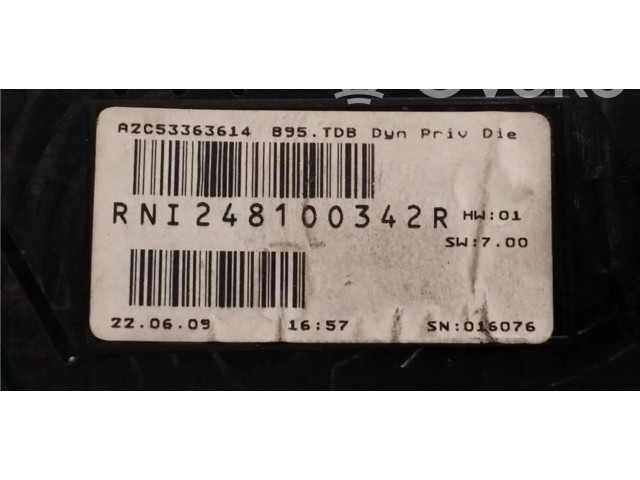 A2C53363614 B95.TDB Dyn Priv Die
RNI248100342R HW:01
SW:7.00
22.06.09 16:57 SN:016076